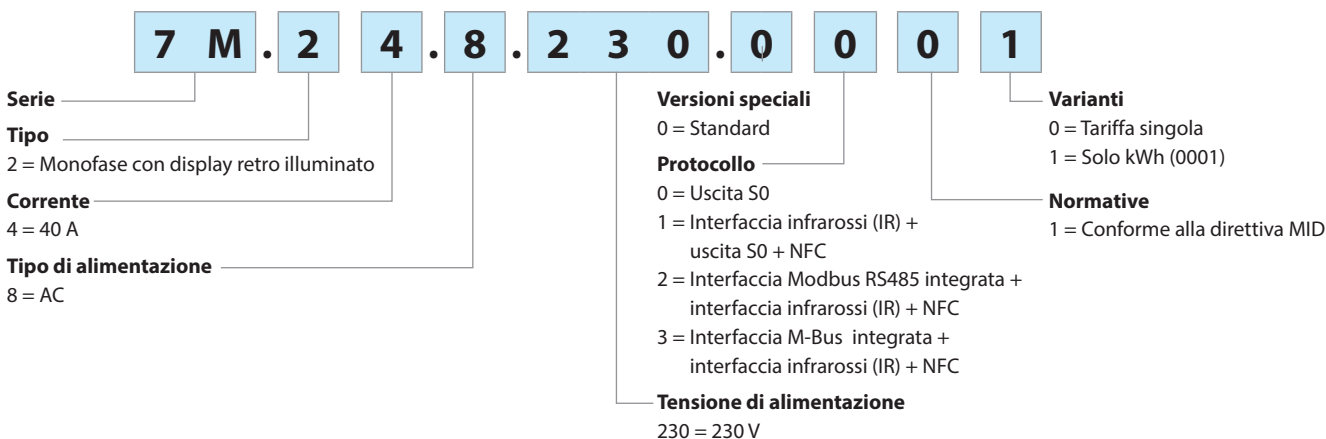 7 M . 2 4 . 8 . 2 3 0 . 0 0 0 1
Serie
Tipo
2 = Monofase con display retro illuminato
Corrente
4 = 40 A
Tipo di alimentazione
8 = AC
Versioni speciali
0 = Standard
Protocollo
0 = Uscita S0
1 = Interfaccia infrarossi (IR) +
uscita S0 + NFC
2 = Interfaccia Modbus RS485 integrata +
interfaccia infrarossi (IR) + NFC
3 = Interfaccia M-Bus integrata +
interfaccia infrarossi (IR) + NFC
Tensione di alimentazione
230 = 230 V
Varianti
0 = Tariffa singola
1 = Solo kWh (0001)
Normative
1 = Conforme alla direttiva MID